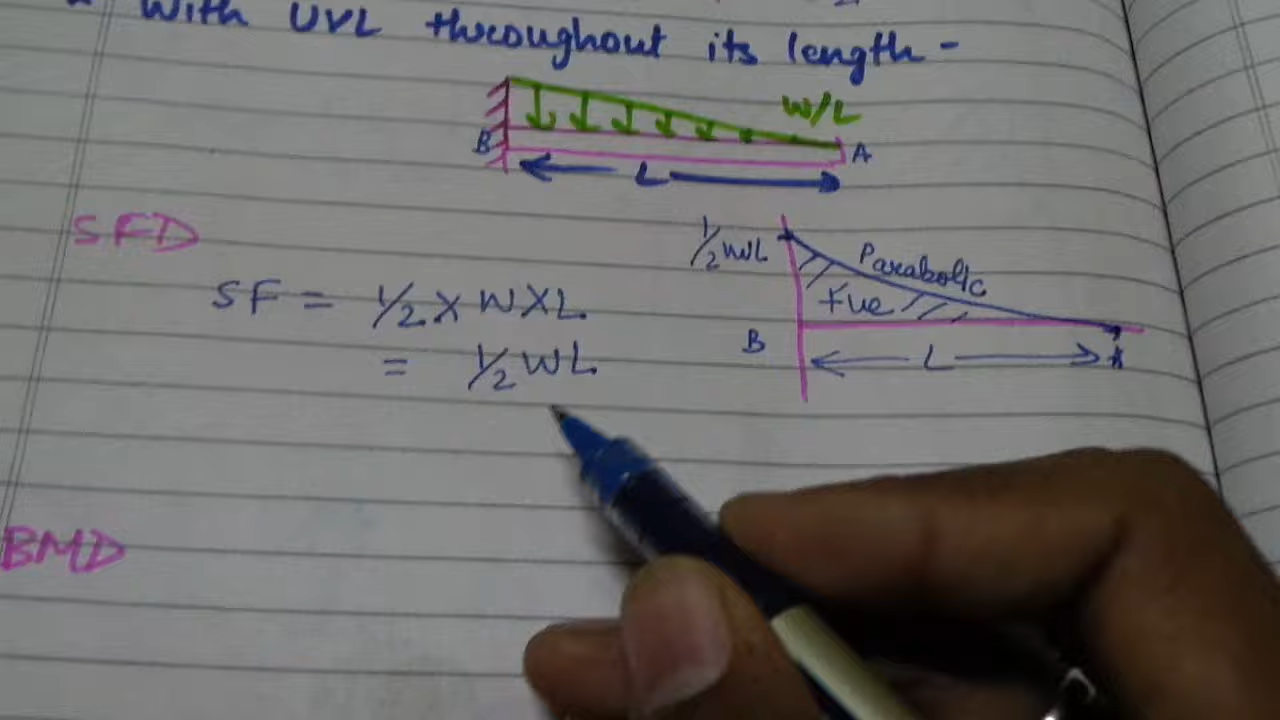 With UVL throughout its length -
W/L
B
A
L
SFD
1/2 WL
Parabolic
SF = 1/2 X W X L
+ve
= 1/2 WL
B
L
A
BMD